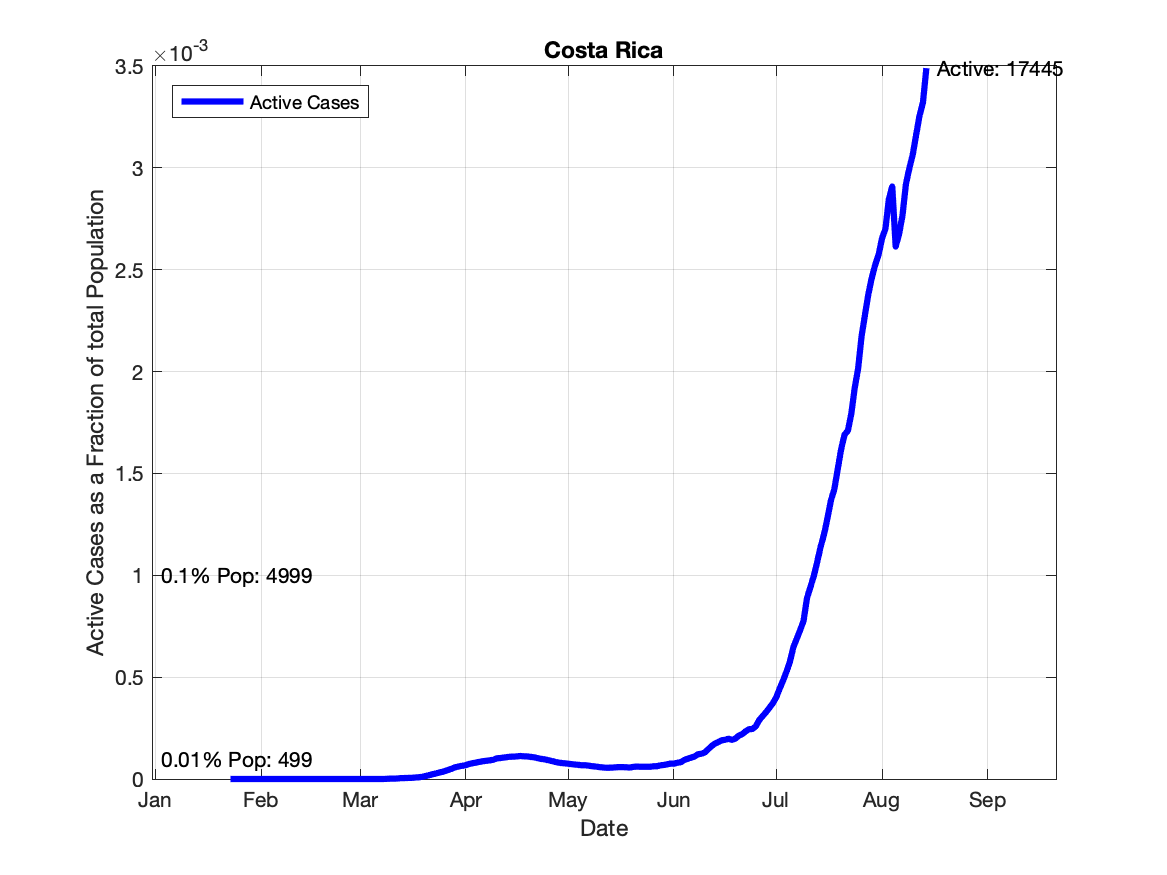 Costa Rica
×10-3
3.5
3
2.5
2
1.5
1
0.5
0
Active Cases as a Fraction of total Population
Active Cases
Active: 17445
0.1% Pop: 4999
0.01% Pop: 499
Jan Feb Mar Apr May Jun Jul Aug Sep
Date